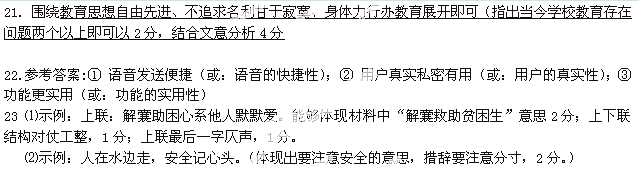 21. 围绕教育思想自由先进、不追求名利甘于寂寞、身体力行办教育展开即可(指出当今学校教育存在
问题两个以上即可以2分，结合文意分析4分
22.参考答案:① 语音发送便捷（或：语音的快捷性）；② 用户真实私密有用（或：用户的真实性）；③
功能更实用（或：功能的实用性）
23 ⑴示例：上联：解囊助困心系他人默默爱。能够体现材料中“解囊救助贫困生”意思2分；上下联
结构对仗工整，1分；上联最后一字仄声，1分。
⑵示例：人在水边走，安全记心头。（体现出要注意安全的意思，措辞要注意分寸，2分。）